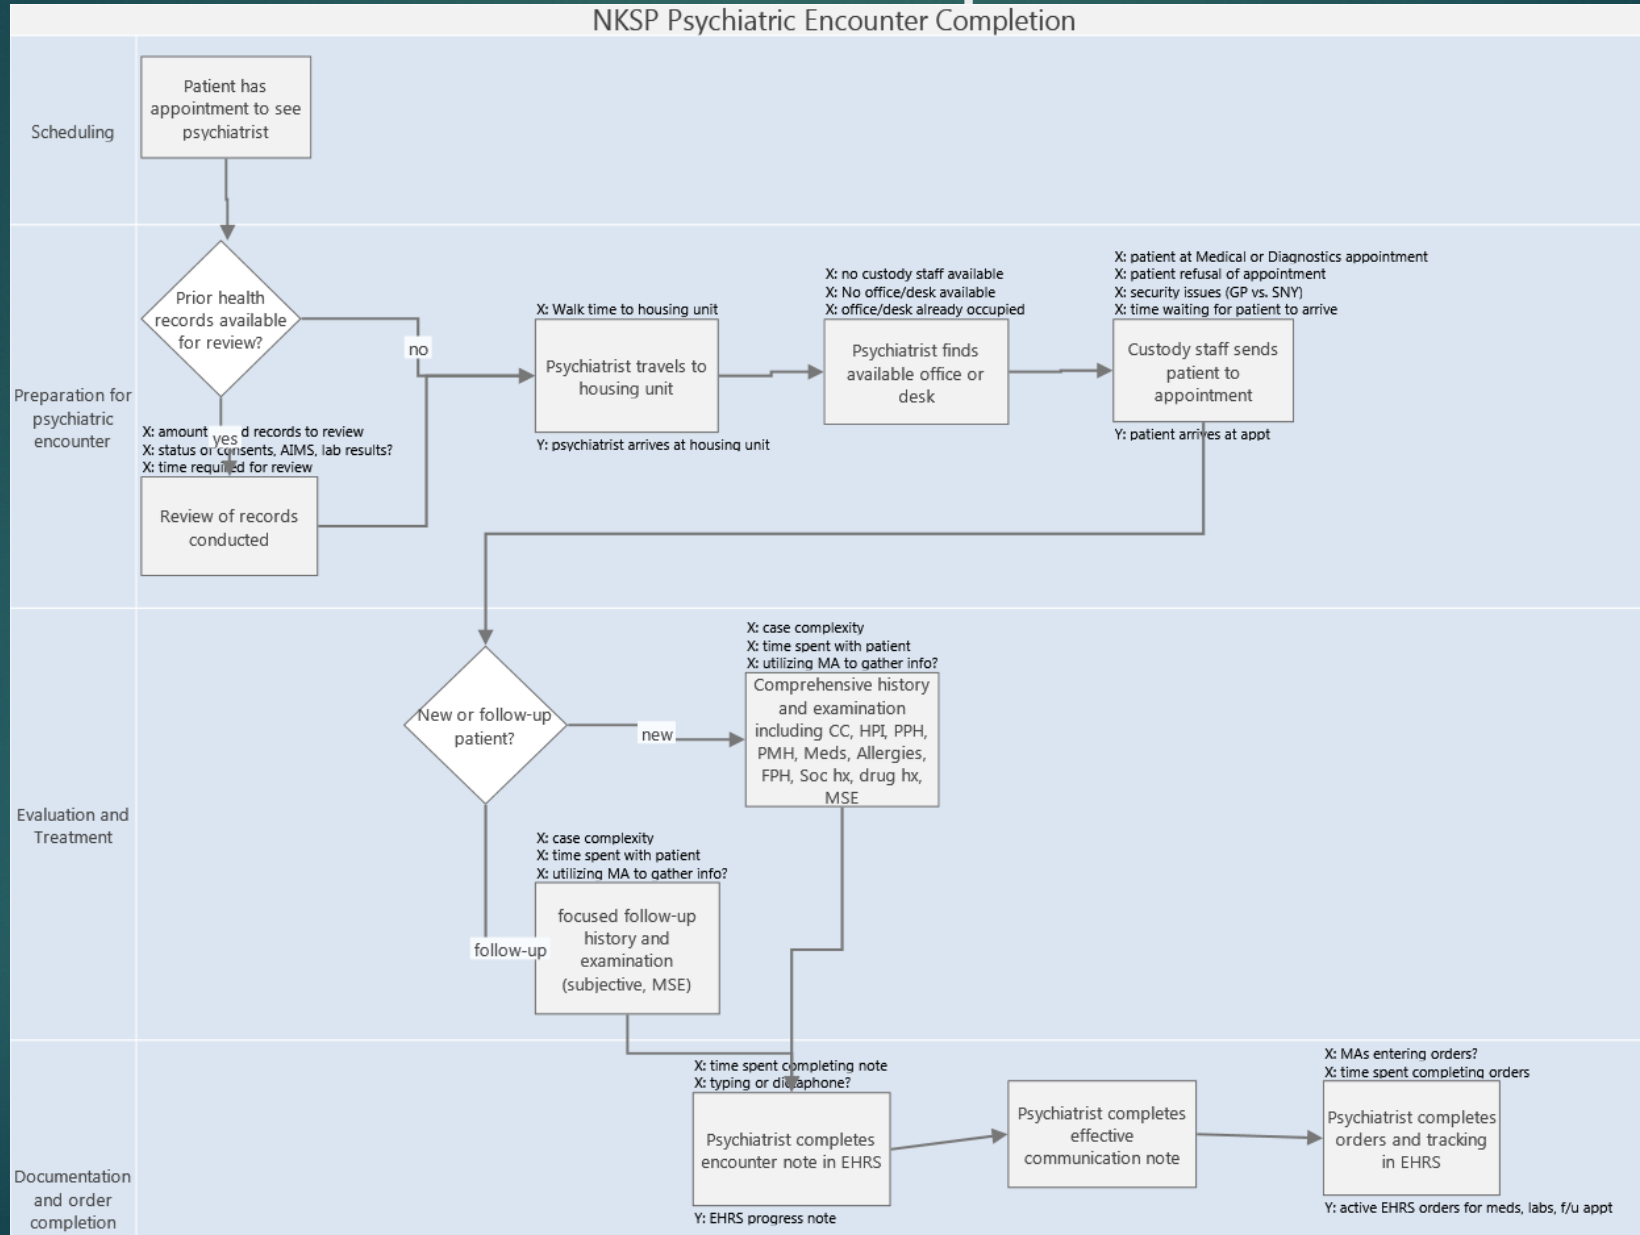 NKSP Psychiatric Encounter Completion
Scheduling
Patient has
appointment to see
psychiatrist
Preparation for
psychiatric
encounter
Prior health
records available
for review?
no
yes
X: amount d records to review
X: status of consents, AIMS, lab results?
X: time required for review
Review of records
conducted
X: Walk time to housing unit
Psychiatrist travels to
housing unit
Y: psychiatrist arrives at housing unit
X: no custody staff available
X: No office/desk available
X: office/desk already occupied
Psychiatrist finds
available office or
desk
X: patient at Medical or Diagnostics appointment
X: patient refusal of appointment
X: security issues (GP vs. SNY)
X: time waiting for patient to arrive
Custody staff sends
patient to
appointment
Y: patient arrives at appt
Evaluation and
Treatment
New or follow-up
patient?
new
X: case complexity
X: time spent with patient
X: utilizing MA to gather info?
Comprehensive history
and examination
including CC, HPI, PPH,
PMH, Meds, Allergies,
FPH, Soc hx, drug hx,
MSE
follow-up
X: case complexity
X: time spent with patient
X: utilizing MA to gather info?
focused follow-up
history and
examination
(subjective, MSE)
Documentation
and order
completion
X: time spent completing note
X: typing or dictaphone?
Psychiatrist completes
encounter note in EHRS
Y: EHRS progress note
Psychiatrist completes
effective
communication note
X: MAs entering orders?
X: time spent completing orders
Psychiatrist completes
orders and tracking
in EHRS
Y: active EHRS orders for meds, labs, f/u appt